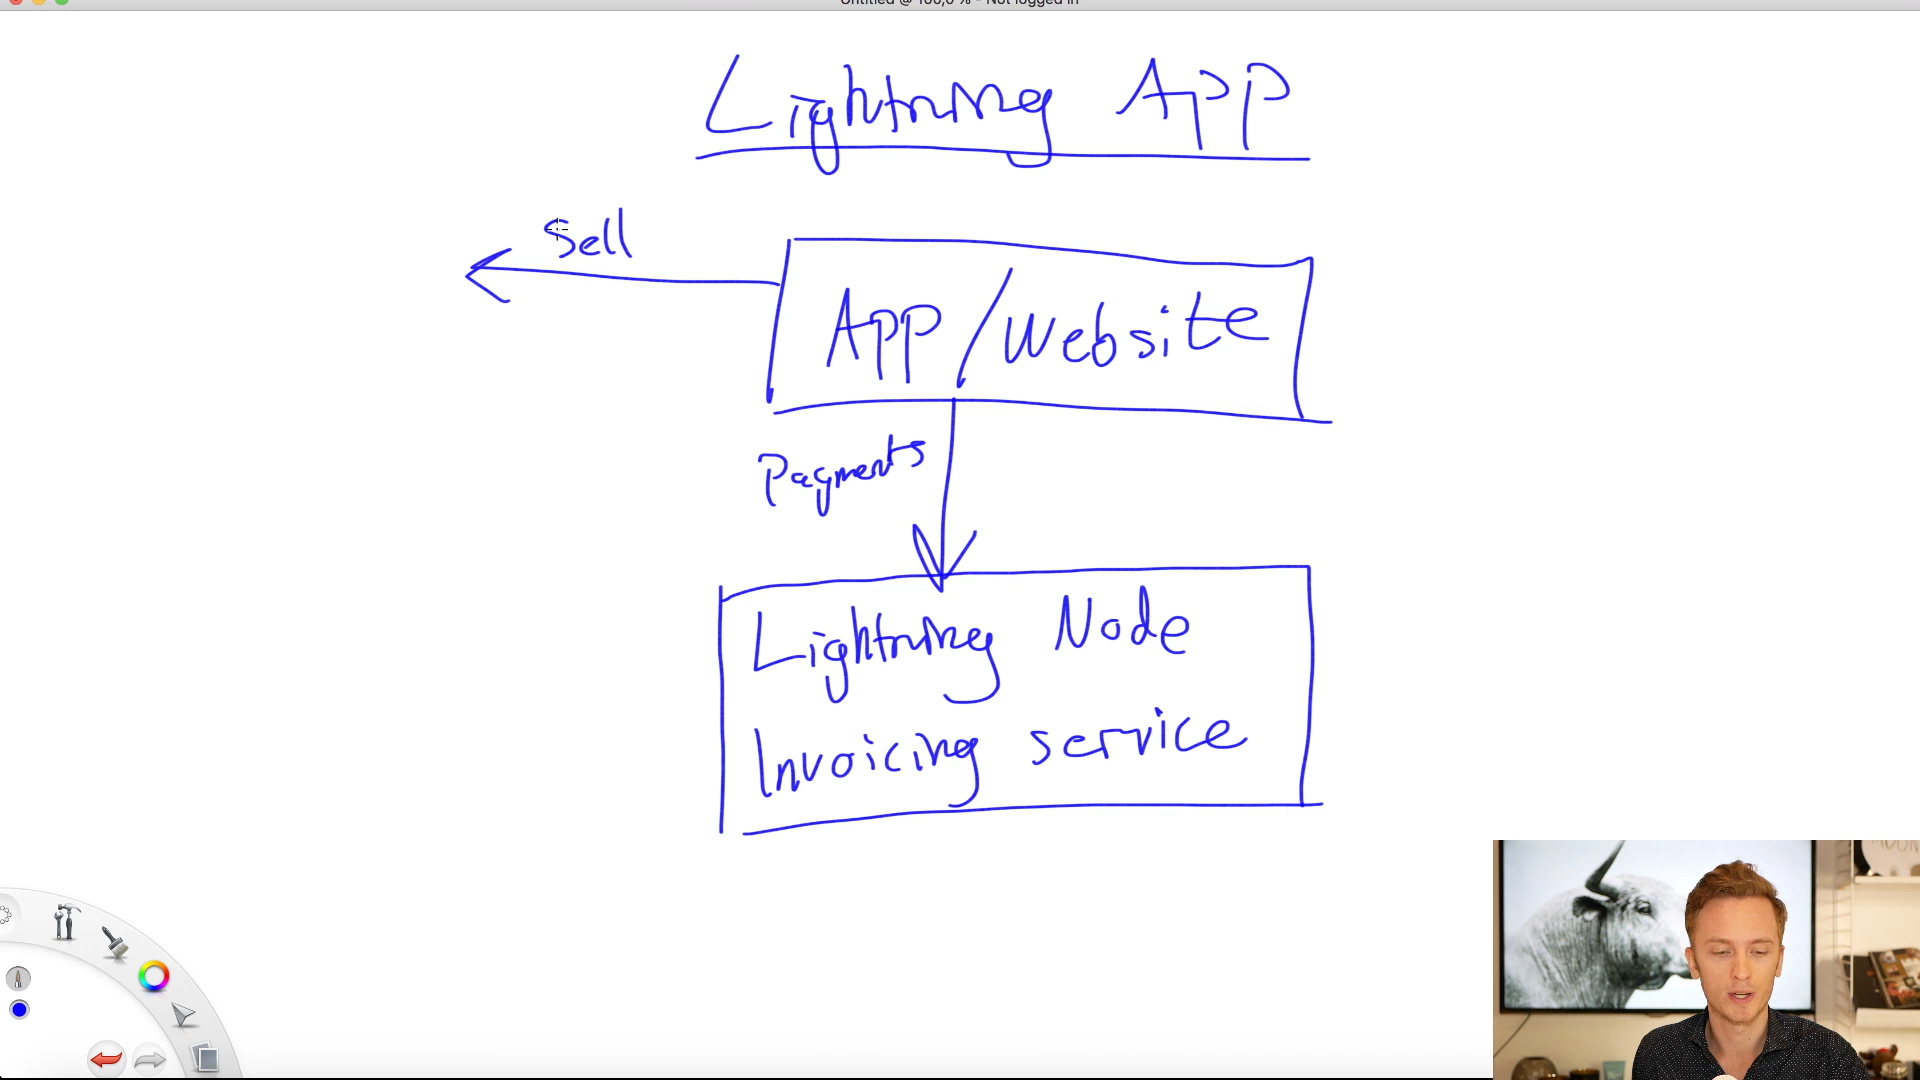 Lightning App
Sell
App/Website
Payments
Lightning Node
Invoicing service